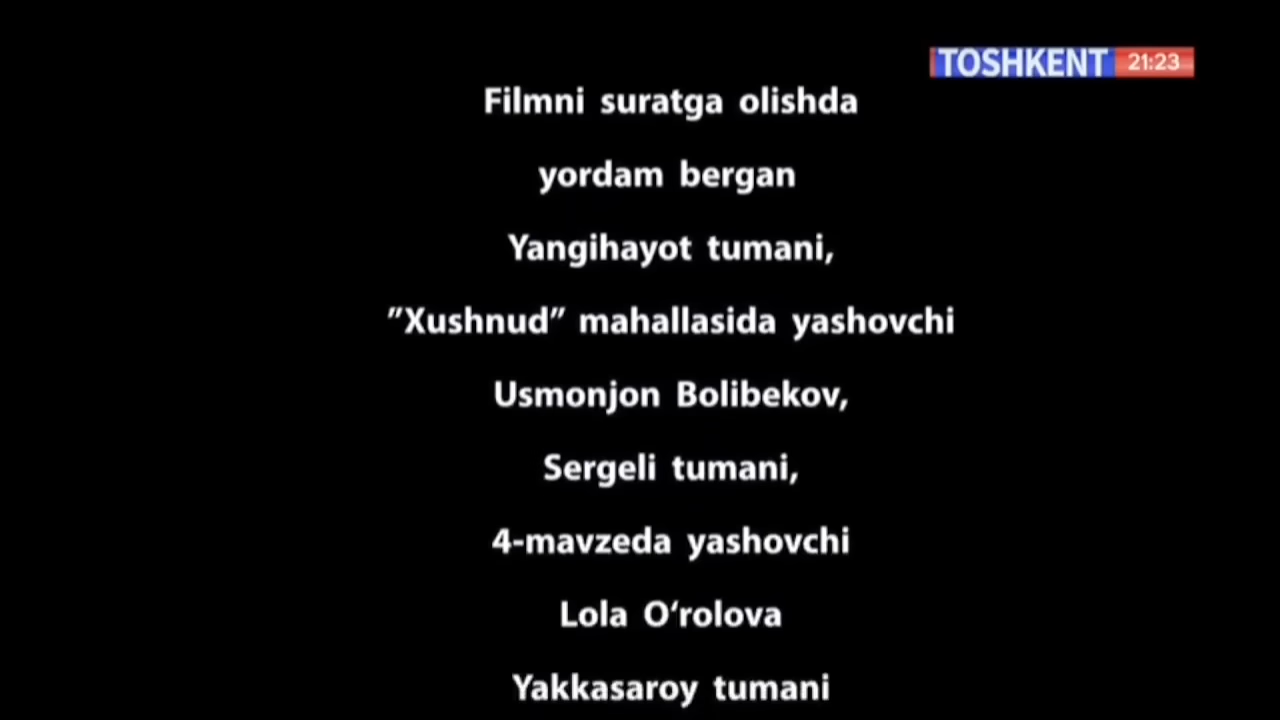 TOSHKENT 21:23
Filmni suratga olishda
yordam bergan
Yangihayot tumani,
”Xushnud” mahallasida yashovchi
Usmonjon Bolibekov,
Sergeli tumani,
4-mavzeda yashovchi
Lola O‘rolova
Yakkasaroy tumani